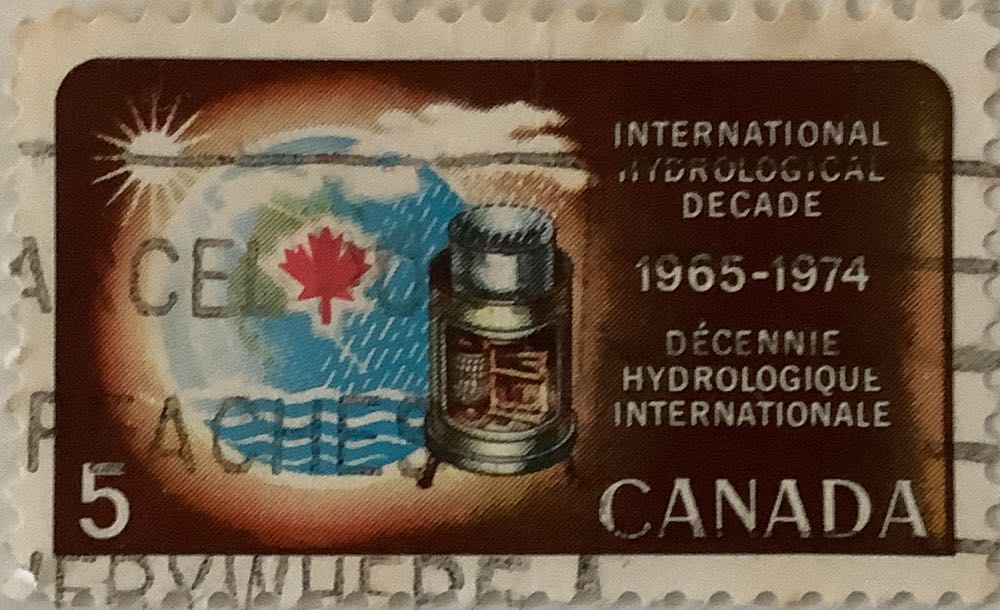 INTERNATIONAL
HYDROLOGICAL
DECADE
1965-1974
DÉCENNIE
HYDROLOGIQUE
INTERNATIONALE
5
CANADA